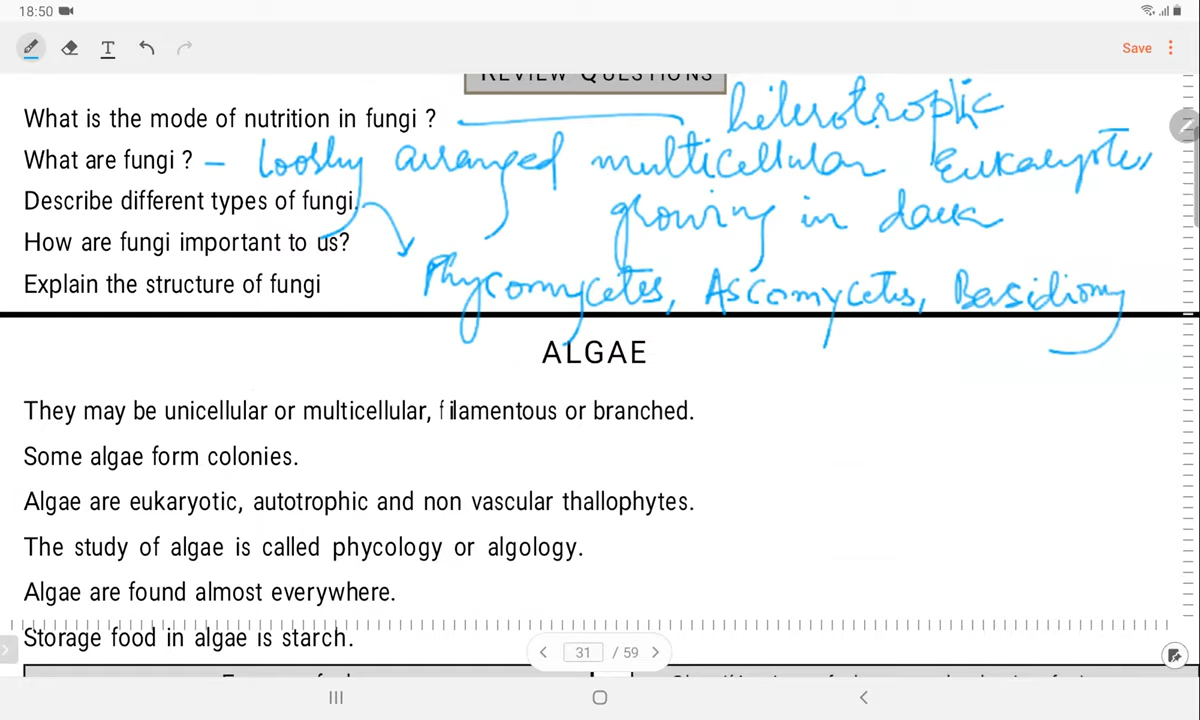 18:50
T
Save
REVIEW QUESTIONS
What is the mode of nutrition in fungi ? heterotrophic
What are fungi ? – Loosly arranged multicellular Eukaryotes
growing in dark
Describe different types of fungi.
How are fungi important to us?
Phycomycetes, Ascomycetes, Basidiomy
Explain the structure of fungi
ALGAE
They may be unicellular or multicellular, filamentous or branched.
Some algae form colonies.
Algae are eukaryotic, autotrophic and non vascular thallophytes.
The study of algae is called phycology or algology.
Algae are found almost everywhere.
Storage food in algae is starch.
31 / 59